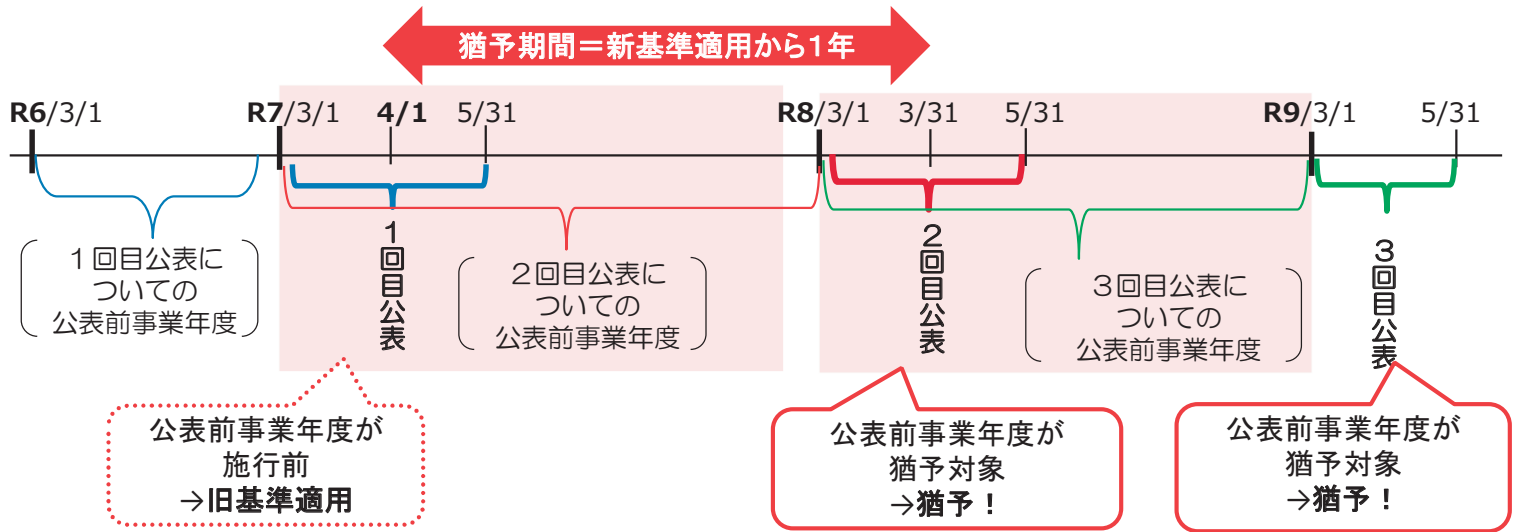 猶予期間=新基準適用から1年
R6/3/1
R7/3/1
4/1
5/31
R8/3/1
3/31
5/31
R9/3/1
5/31
1回目公表に
ついての
公表前事業年度
1回目公表
2回目公表に
ついての
公表前事業年度
2回目公表
3回目公表に
ついての
公表前事業年度
3回目公表
公表前事業年度が
施行前
→旧基準適用
公表前事業年度が
猶予対象
→猶予!
公表前事業年度が
猶予対象
→猶予!